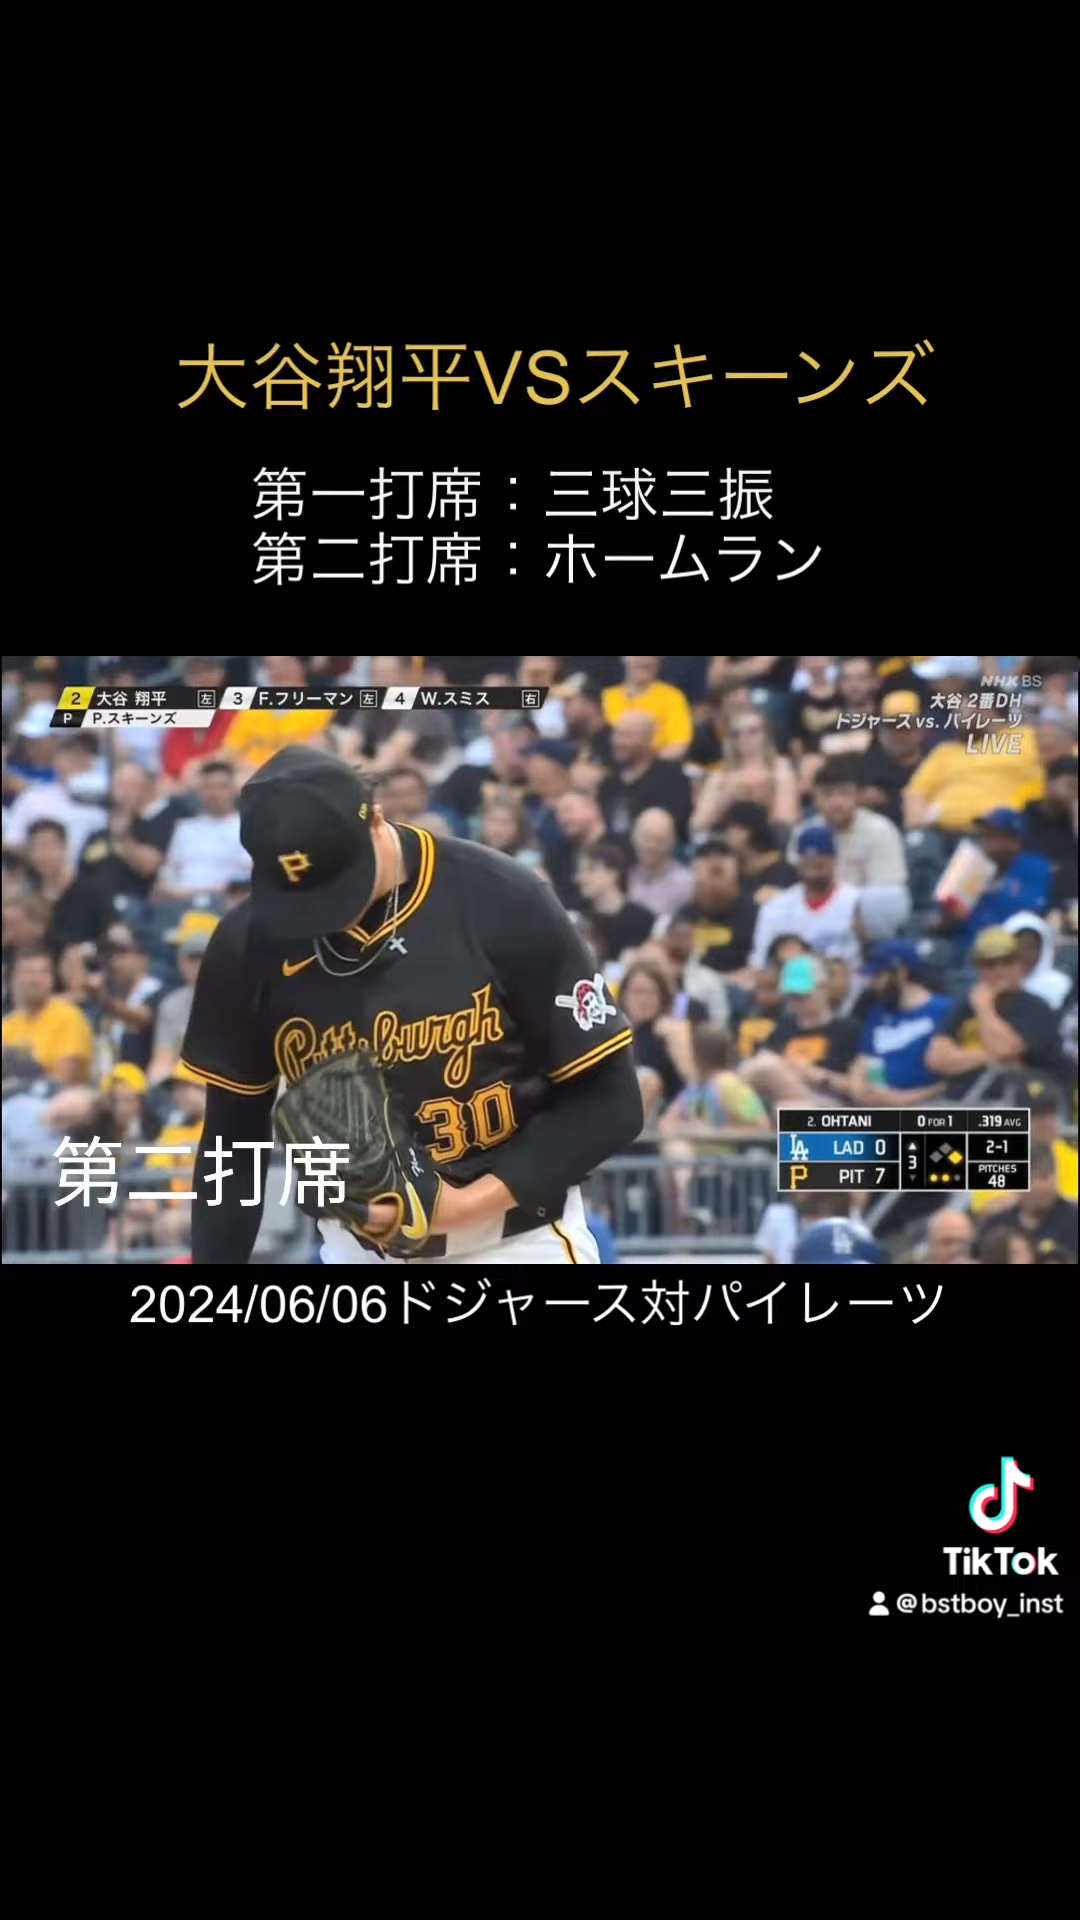 大谷翔平VSスキーンズ
第一打席：三球三振
第二打席：ホームラン
2 大谷 翔平 左 3 F.フリーマン 左 4 W.スミス 右
P P.スキーンズ
NHK BS
大谷 2番DH
ドジャース vs. パイレーツ
LIVE
P
Pittsburgh
30
2. OHTANI 0 FOR 1 .319 AVG
LA LAD 0 3 2-1
P PIT 7 PITCHES 48
第二打席
2024/06/06ドジャース対パイレーツ
TikTok
@bstboy_inst